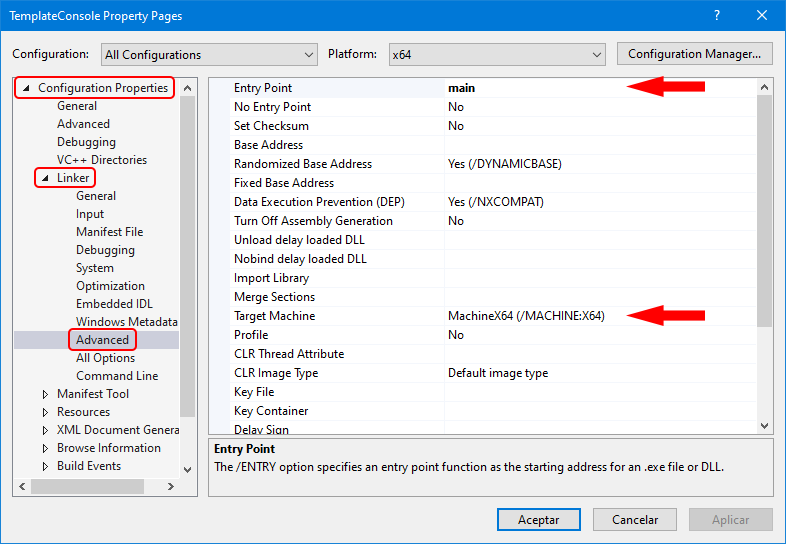 TemplateConsole Property Pages
Configuration: All Configurations Platform: x64 Configuration Manager...
Configuration Properties
General
Advanced
Debugging
VC++ Directories
Linker
General
Input
Manifest File
Debugging
System
Optimization
Embedded IDL
Windows Metadata
Advanced
All Options
Command Line
Manifest Tool
Resources
XML Document Genera
Browse Information
Build Events
Entry Point main
No Entry Point No
Set Checksum No
Base Address
Randomized Base Address Yes (/DYNAMICBASE)
Fixed Base Address
Data Execution Prevention (DEP) Yes (/NXCOMPAT)
Turn Off Assembly Generation No
Unload delay loaded DLL
Nobind delay loaded DLL
Import Library
Merge Sections
Target Machine MachineX64 (/MACHINE:X64)
Profile No
CLR Thread Attribute
CLR Image Type Default image type
Key File
Key Container
Delay Sign
Entry Point
The /ENTRY option specifies an entry point function as the starting address for an .exe file or DLL.
Aceptar Cancelar Aplicar